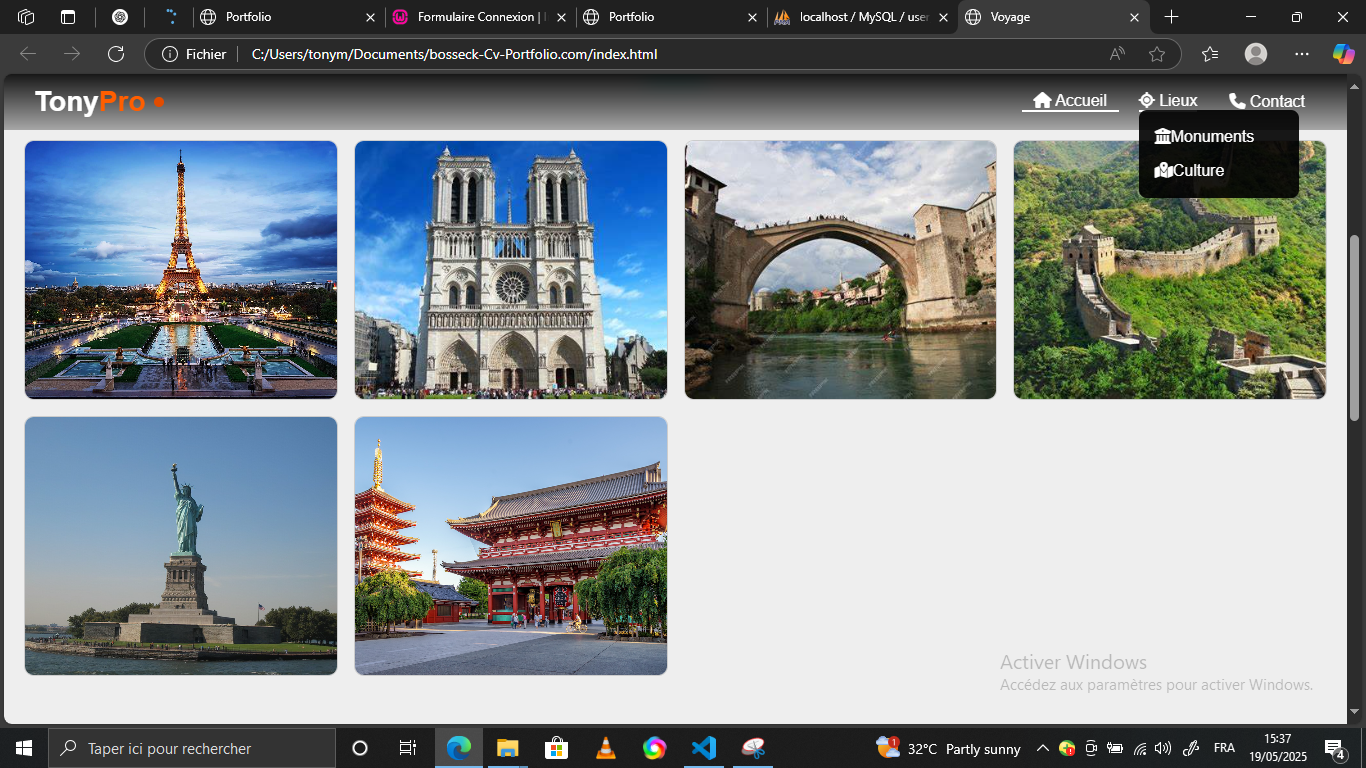 Portfolio
Formulaire Connexion |
Portfolio
localhost / MySQL / user
Voyage
Fichier
C:/Users/tonym/Documents/bosseck-Cv-Portfolio.com/index.html
TonyPro
Accueil
Lieux
Contact
Monuments
Culture
Activer Windows
Accédez aux paramètres pour activer Windows.
Taper ici pour rechercher
1
32°C Partly sunny
FRA
15:37
19/05/2025
4